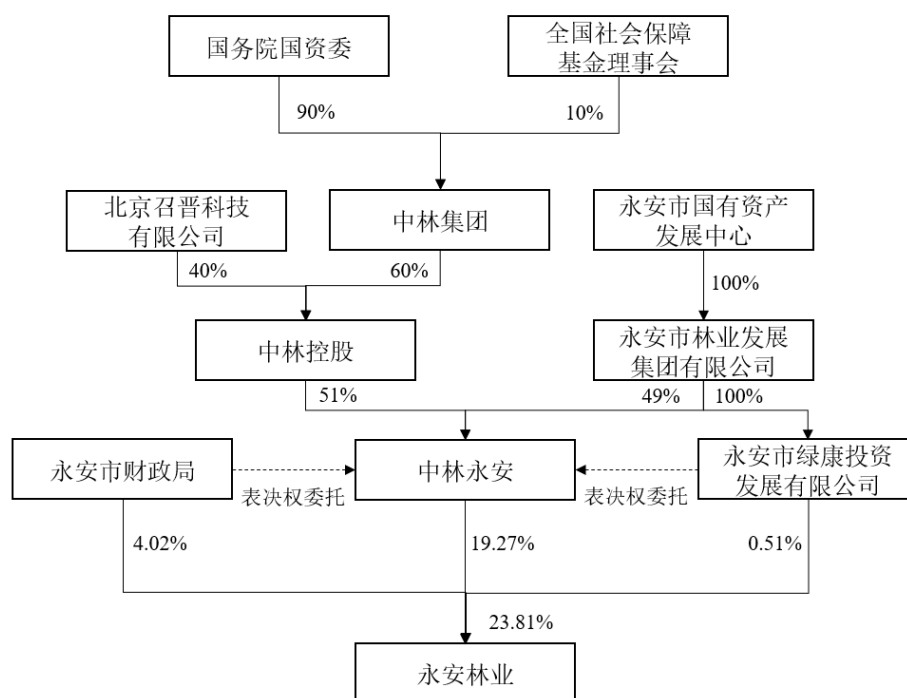 国务院国资委
全国社会保障
基金理事会
90%
10%
北京召晋科技
有限公司
中林集团
永安市国有资产
发展中心
40%
60%
100%
中林控股
永安市林业发展
集团有限公司
51%
49%
100%
永安市财政局
中林永安
永安市绿康投资
发展有限公司
表决权委托
表决权委托
4.02%
19.27%
0.51%
23.81%
永安林业